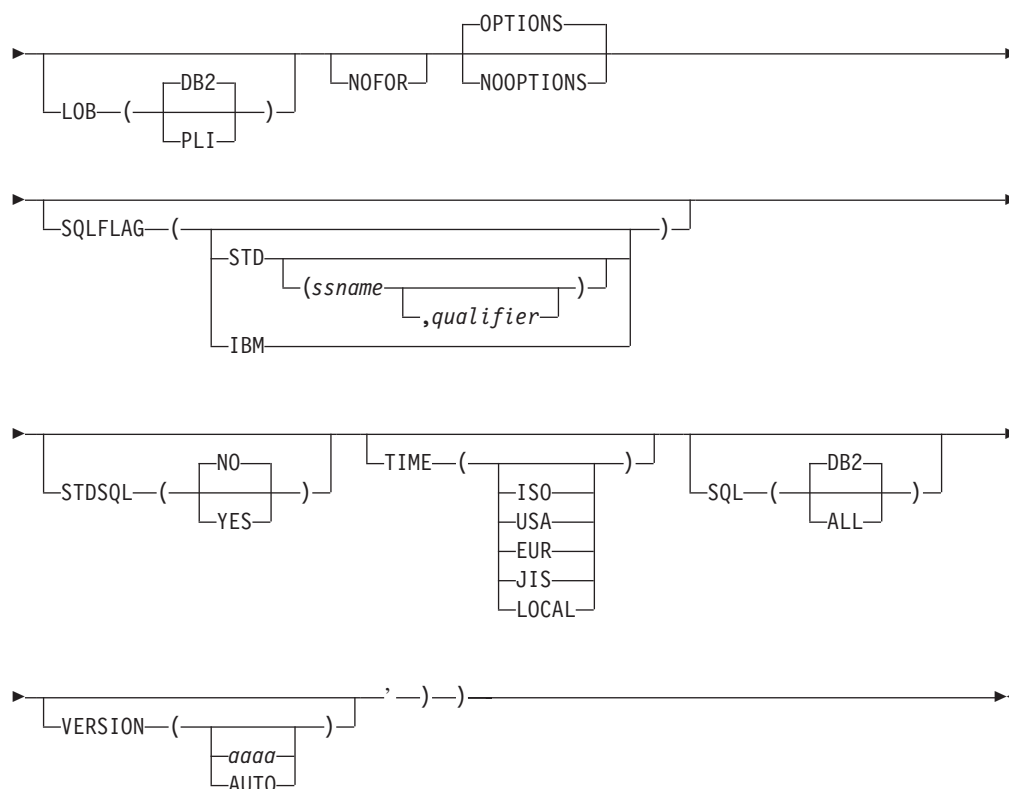 OPTIONS
LOB ( DB2 ) NOFOR NOOPTIONS
PLI
SQLFLAG ( )
STD
(ssname )
,qualifier
IBM
NO TIME ( ) DB2
STDSQL ( ) ISO SQL ( )
YES USA ALL
EUR
JIS
LOCAL
' ) )
VERSION ( )
aaaa
AUTO